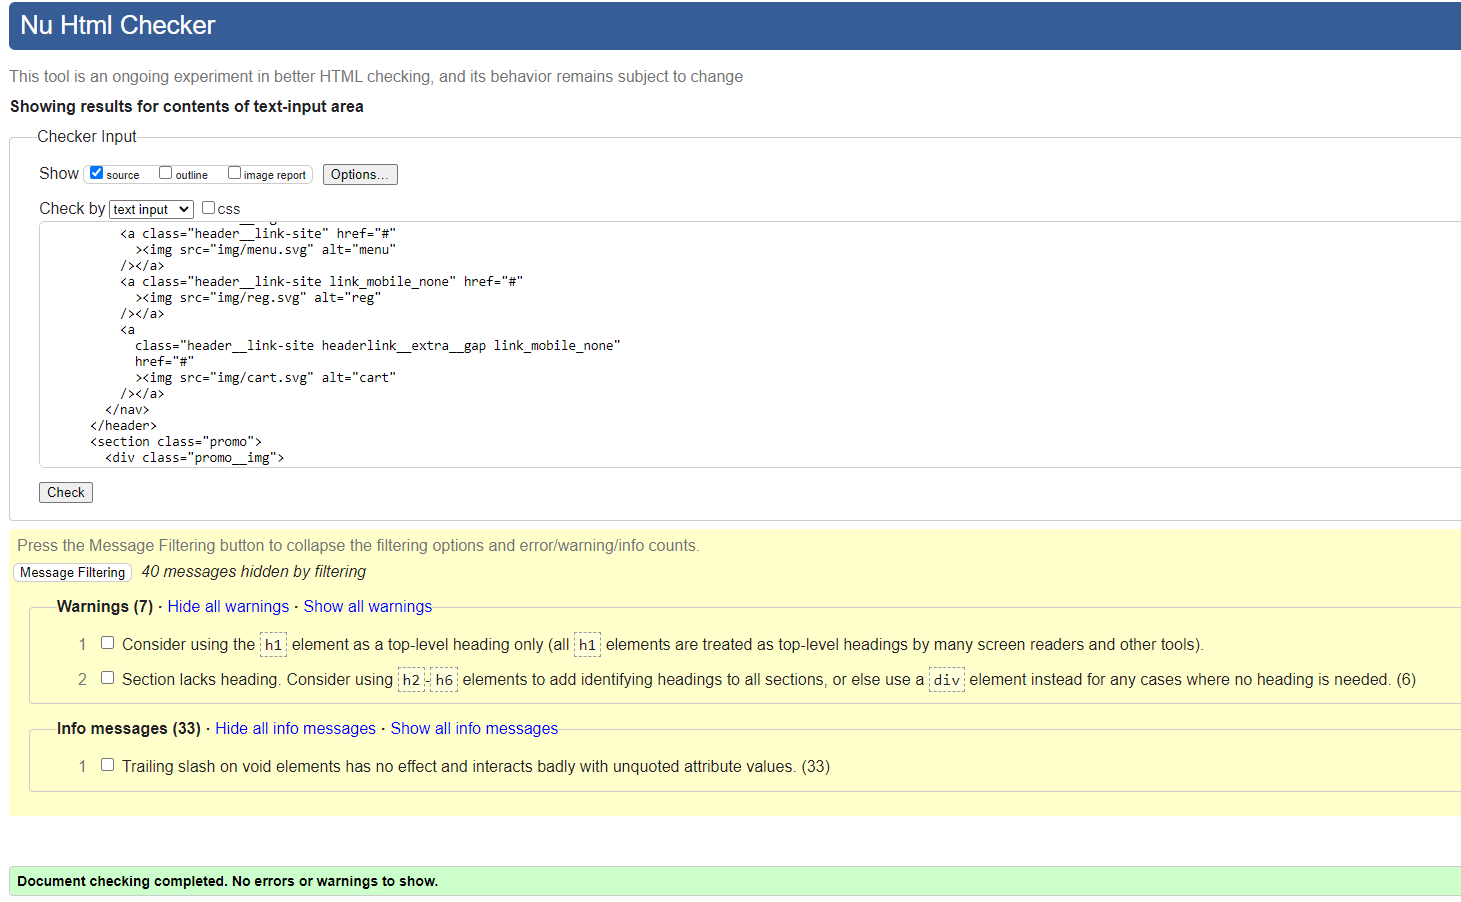 Nu Html Checker
This tool is an ongoing experiment in better HTML checking, and its behavior remains subject to change
Showing results for contents of text-input area
Checker Input
Show source outline image report Options...
Check by text input css
<a class="header__link-site" href="#"
><img src="img/menu.svg" alt="menu"
/></a>
<a class="header__link-site link_mobile_none" href="#"
><img src="img/reg.svg" alt="reg"
/></a>
<a
class="header__link-site headerlink__extra__gap link_mobile_none"
href="#"
><img src="img/cart.svg" alt="cart"
/></a>
</nav>
</header>
<section class="promo">
<div class="promo__img">
Check
Press the Message Filtering button to collapse the filtering options and error/warning/info counts.
Message Filtering 40 messages hidden by filtering
Warnings (7) · Hide all warnings · Show all warnings
1 Consider using the h1 element as a top-level heading only (all h1 elements are treated as top-level headings by many screen readers and other tools).
2 Section lacks heading. Consider using h2-h6 elements to add identifying headings to all sections, or else use a div element instead for any cases where no heading is needed. (6)
Info messages (33) · Hide all info messages · Show all info messages
1 Trailing slash on void elements has no effect and interacts badly with unquoted attribute values. (33)
Document checking completed. No errors or warnings to show.